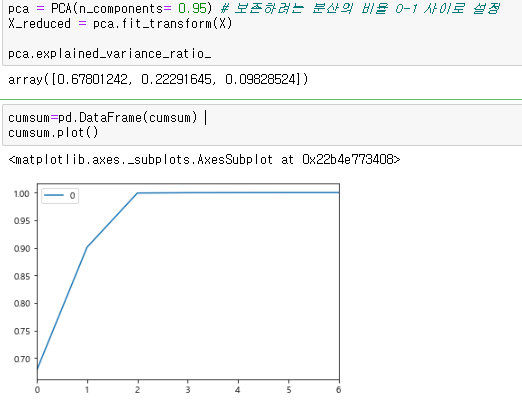 pca = PCA(n_components= 0.95) # 보존하려는 분산의 비율 0-1 사이로 설정
X_reduced = pca.fit_transform(X)
pca.explained_variance_ratio_
array([0.67801242, 0.22291645, 0.09828524])
cumsum=pd.DataFrame(cumsum)
cumsum.plot()
<matplotlib.axes._subplots.AxesSubplot at 0x22b4e773408>
1.00
0
0.95
0.90
0.85
0.80
0.75
0.70
0 1 2 3 4 5 6